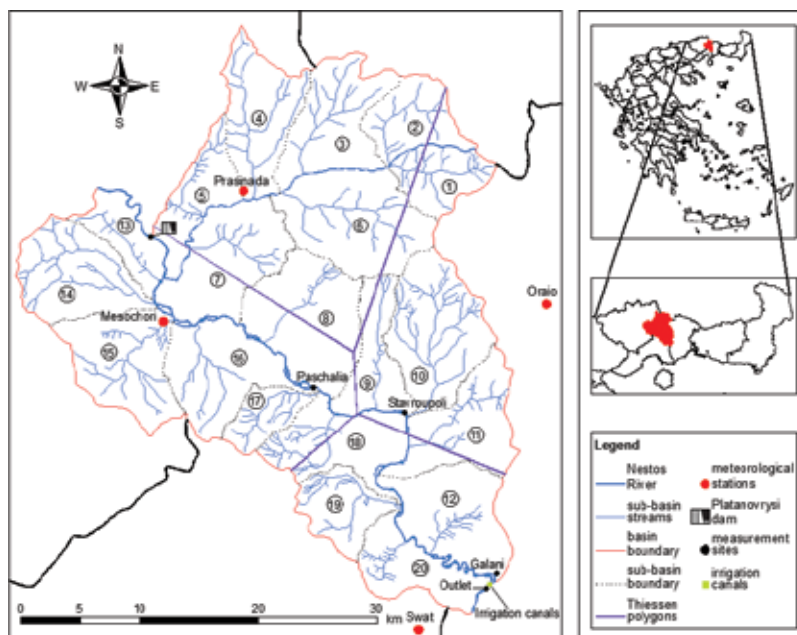 N
W E
S
4
3
2
1
5
Prasinada
6
13
7
14
8
Mesochori
Oraio
15
16
Paschalia
9
10
17
Stavroupoli
18
11
19
12
20
Galani
Outlet
Irrigation canals
0 10 20 30
km
Swat
Legend
Nestos
River
sub-basin
streams
basin
boundary
sub-basin
boundary
Thiessen
polygons
meteorological
stations
Platanovrysi
dam
measurement
sites
irrigation
canals